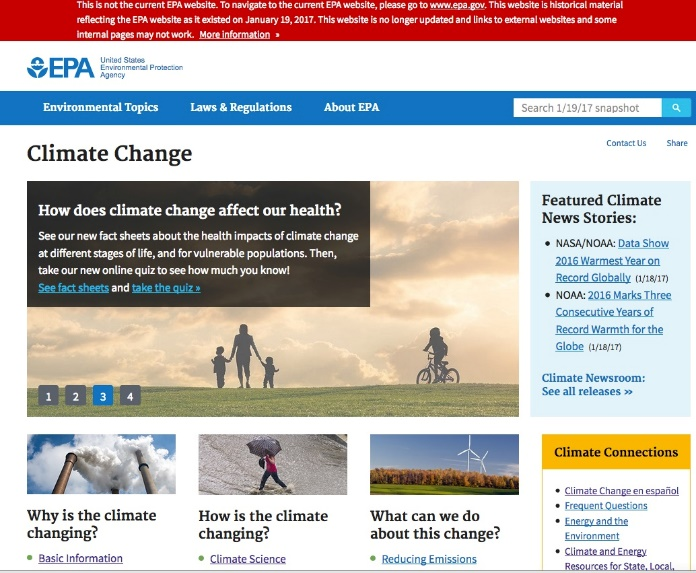 This is not the current EPA website. To navigate to the current EPA website, please go to www.epa.gov. This website is historical material
reflecting the EPA website as it existed on January 19, 2017. This website is no longer updated and links to external websites and some
internal pages may not work. More information »
EPA
United States
Environmental Protection
Agency
Environmental Topics
Laws & Regulations
About EPA
Search 1/19/17 snapshot
Contact Us
Share
Climate Change
How does climate change affect our health?
See our new fact sheets about the health impacts of climate change
at different stages of life, and for vulnerable populations. Then,
take our new online quiz to see how much you know!
See fact sheets and take the quiz »
1 2 3 4
Featured Climate
News Stories:
• NASA/NOAA: Data Show
2016 Warmest Year on
Record Globally (1/18/17)
• NOAA: 2016 Marks Three
Consecutive Years of
Record Warmth for the
Globe (1/18/17)
Climate Newsroom:
See all releases »
Why is the climate
changing?
• Basic Information
How is the climate
changing?
• Climate Science
What can we do
about this change?
• Reducing Emissions
Climate Connections
• Climate Change en español
• Frequent Questions
• Energy and the
Environment
• Climate and Energy
Resources for State, Local,